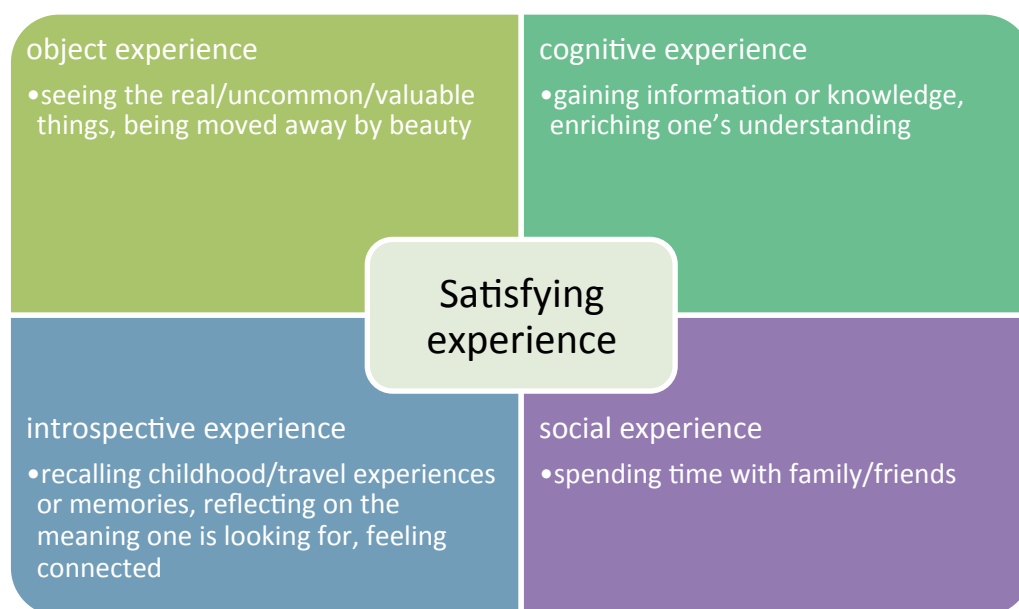 object experience
•seeing the real/uncommon/valuable
things, being moved away by beauty
cognitive experience
•gaining information or knowledge,
enriching one’s understanding
Satisfying
experience
introspective experience
•recalling childhood/travel experiences
or memories, reflecting on the
meaning one is looking for, feeling
connected
social experience
•spending time with family/friends